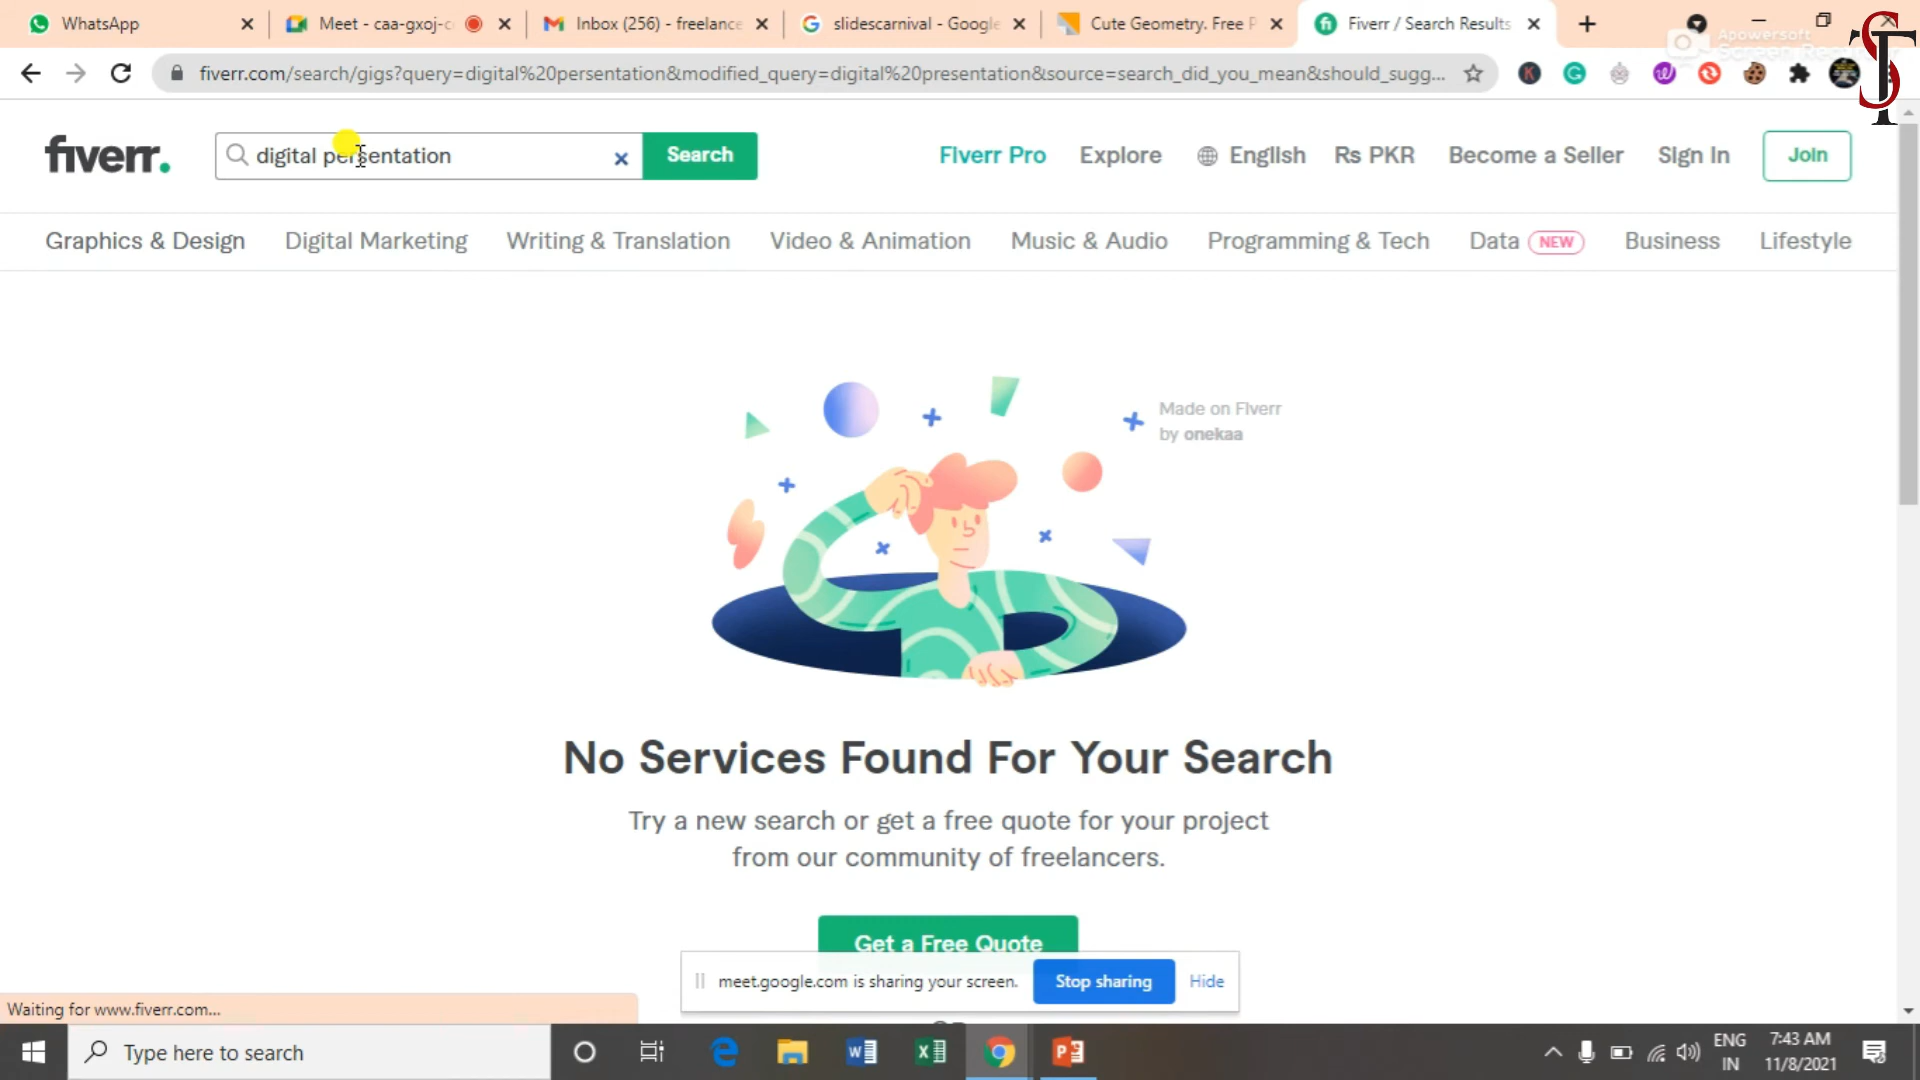 WhatsApp
Meet - caa-gxoj-c
Inbox (256) - freelance
slidescarnival - Google
Cute Geometry. Free P
Fiverr / Search Results
Apowersoft
fiverr.com/search/gigs?query=digital%20persentation&modified_query=digital%20presentation&source=search_did_you_mean&should_sugg...
fiverr.
digital persentation
Search
Fiverr Pro
Explore
English
Rs PKR
Become a Seller
Sign In
Join
Graphics & Design
Digital Marketing
Writing & Translation
Video & Animation
Music & Audio
Programming & Tech
Data NEW
Business
Lifestyle
Made on Fiverr
by onekaa
No Services Found For Your Search
Try a new search or get a free quote for your project
from our community of freelancers.
Get a Free Quote
meet.google.com is sharing your screen.
Stop sharing
Hide
Waiting for www.fiverr.com...
Type here to search
ENG
IN
7:43 AM
11/8/2021